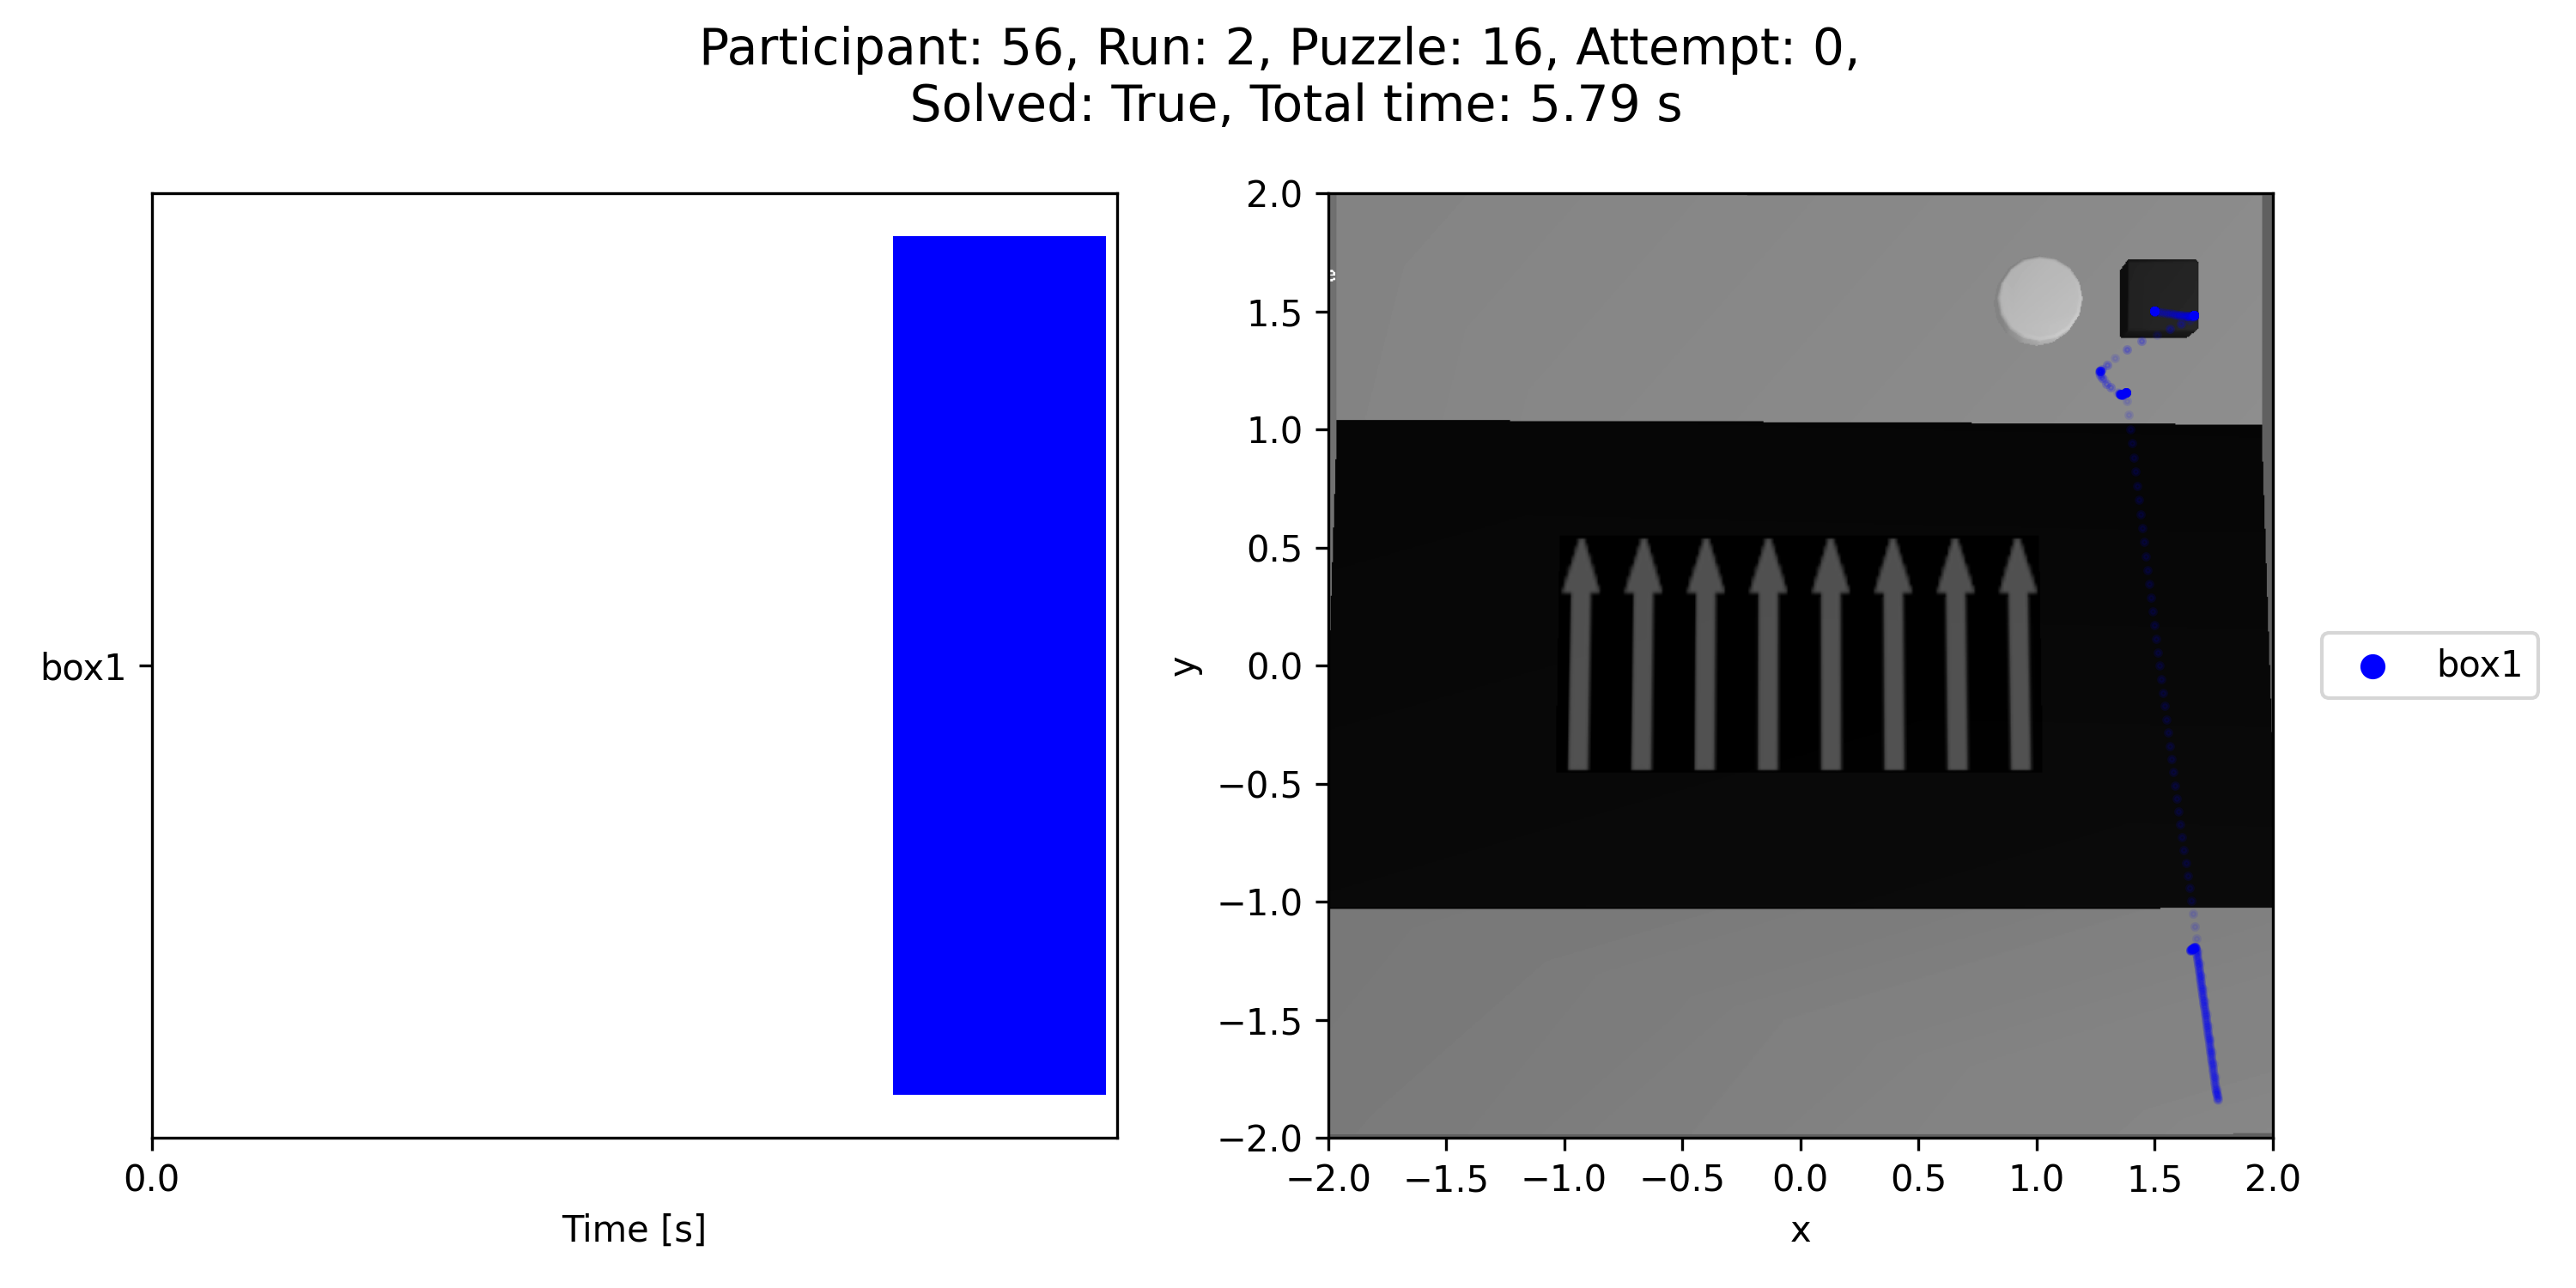 Participant: 56, Run: 2, Puzzle: 16, Attempt: 0,
Solved: True, Total time: 5.79 s
box1
0.0
Time [s]
2.0
1.5
1.0
0.5
0.0
−0.5
−1.0
−1.5
−2.0
y
e
−2.0 −1.5 −1.0 −0.5 0.0 0.5 1.0 1.5 2.0
x
box1